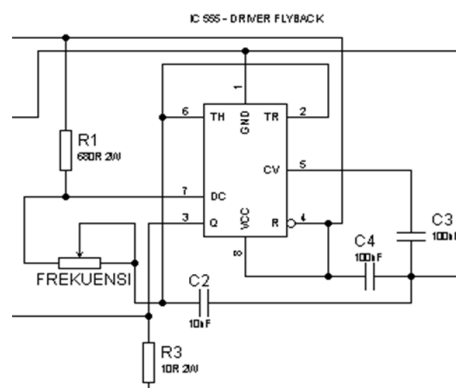 IC 555 - DRIVER FLYBACK
1
6
TH
GND
TR
2
R1
680R 2W
CV
5
7
DC
3
Q
VCC
R
4
8
C3
100nF
C4
100nF
FREKUENSI
C2
10nF
R3
10R 2W